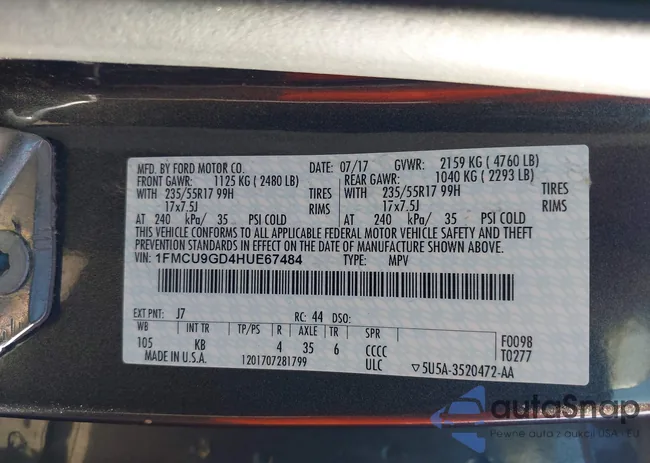 MFD. BY FORD MOTOR CO. DATE: 07/17 GVWR: 2159 KG ( 4760 LB)
FRONT GAWR: 1125 KG ( 2480 LB) REAR GAWR: 1040 KG ( 2293 LB)
WITH 235/55R17 99H TIRES WITH 235/55R17 99H TIRES
17x7.5J RIMS 17x7.5J RIMS
AT 240 kPa/ 35 PSI COLD AT 240 kPa/ 35 PSI COLD
THIS VEHICLE CONFORMS TO ALL APPLICABLE FEDERAL MOTOR VEHICLE SAFETY AND THEFT
PREVENTION STANDARDS IN EFFECT ON THE DATE OF MANUFACTURE SHOWN ABOVE.
VIN: 1FMCU9GD4HUE67484 TYPE: MPV
EXT PNT: J7 RC: 44 DSO:
WB INT TR TP/PS R AXLE TR SPR F0098
105 KB 4 35 6 CCCC T0277
MADE IN U.S.A. 1201707281799 ULC ▽5U5A-3520472-AA
autoSnap
Pewne auta z aukcji USA - EU